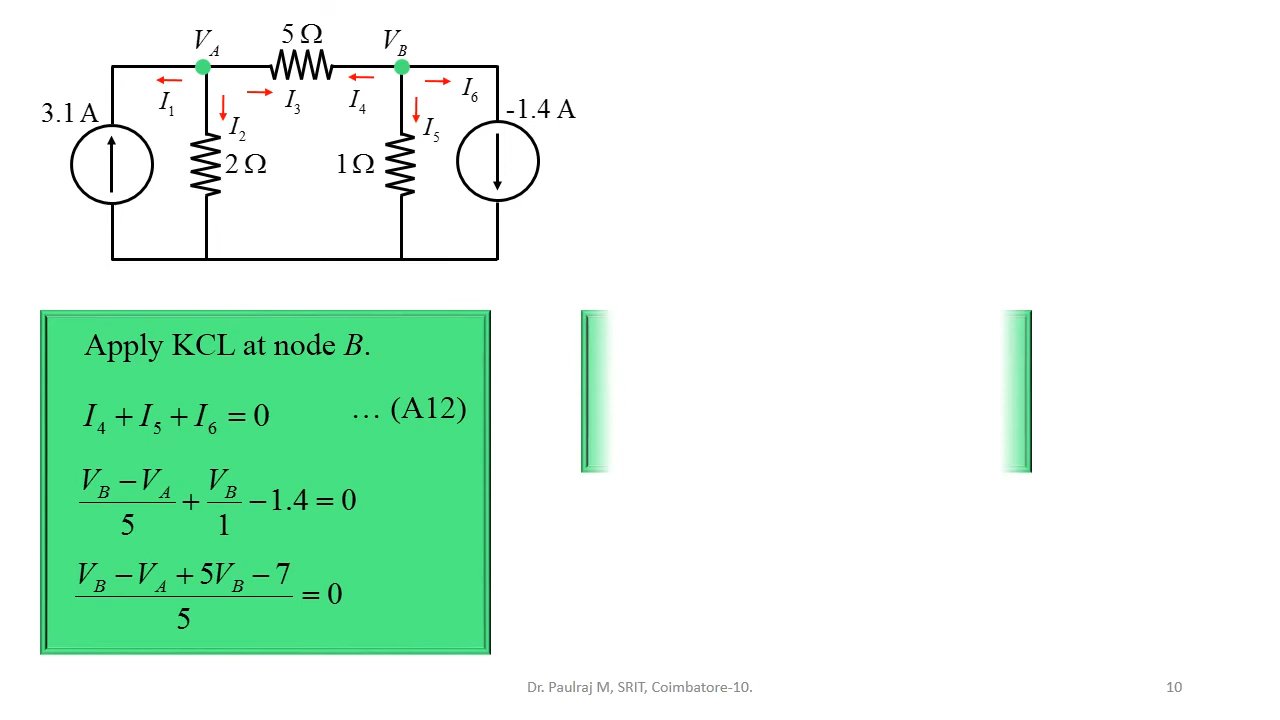 5 Ω
V_A
V_B
I_1
I_3
I_4
I_6
3.1 A
-1.4 A
I_2
I_5
2 Ω
1 Ω
Apply KCL at node B.
I_4 + I_5 + I_6 = 0 … (A12)
(V_B − V_A)/5 + V_B/1 − 1.4 = 0
(V_B − V_A + 5V_B − 7)/5 = 0
Dr. Paulraj M, SRIT, Coimbatore-10.
10